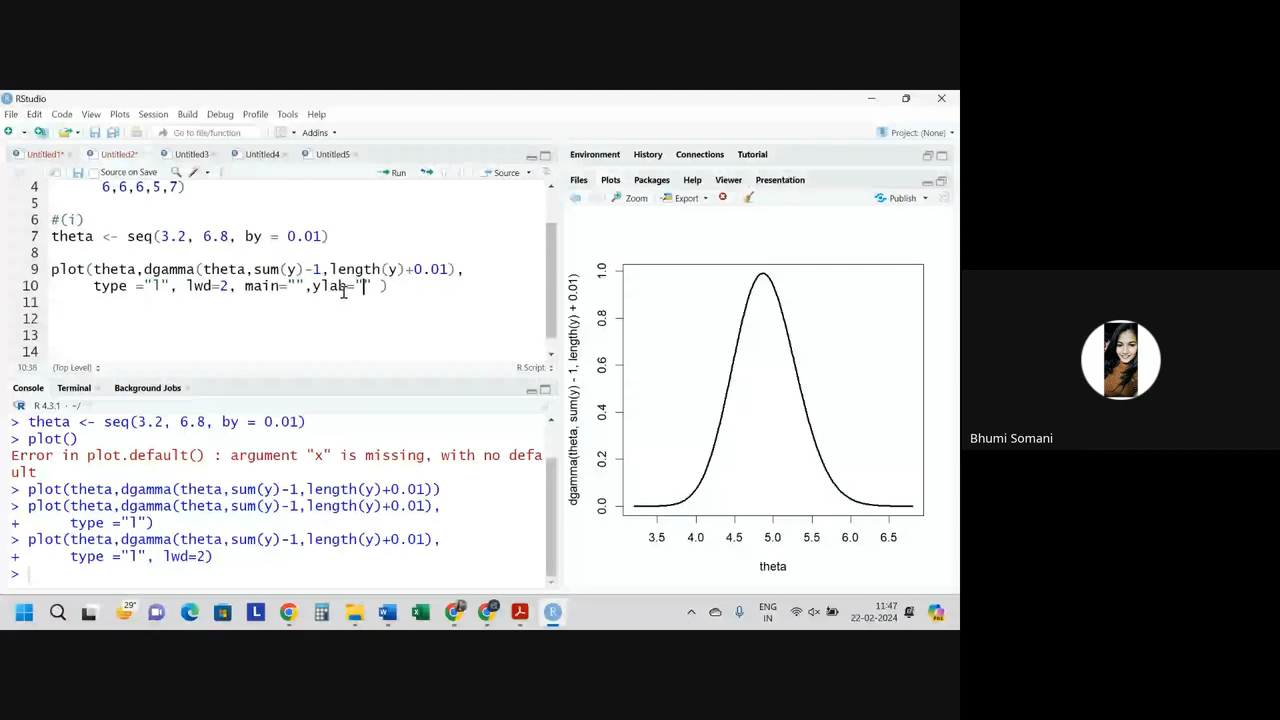 RStudio
File Edit Code View Plots Session Build Debug Profile Tools Help
Go to file/function Addins Project: (None)
Untitled1* Untitled2* Untitled3 Untitled4 Untitled5
Source on Save Run Source
4 6,6,6,5,7)
5
6 #(i)
7 theta <- seq(3.2, 6.8, by = 0.01)
8
9 plot(theta,dgamma(theta,sum(y)-1,length(y)+0.01),
10 type ="l", lwd=2, main="",ylab="" )
11
12
13
14
10:38 (Top Level) R Script
Console Terminal Background Jobs
R 4.3.1 · ~/
> theta <- seq(3.2, 6.8, by = 0.01)
> plot()
Error in plot.default() : argument "x" is missing, with no defa
ult
> plot(theta,dgamma(theta,sum(y)-1,length(y)+0.01))
> plot(theta,dgamma(theta,sum(y)-1,length(y)+0.01),
+ type ="l")
> plot(theta,dgamma(theta,sum(y)-1,length(y)+0.01),
+ type ="l", lwd=2)
>
Environment History Connections Tutorial
Files Plots Packages Help Viewer Presentation
Zoom Export Publish
dgamma(theta, sum(y) - 1, length(y) + 0.01)
1.0
0.8
0.6
0.4
0.2
0.0
3.5 4.0 4.5 5.0 5.5 6.0 6.5
theta
29°
ENG
IN
11:47
22-02-2024
Bhumi Somani